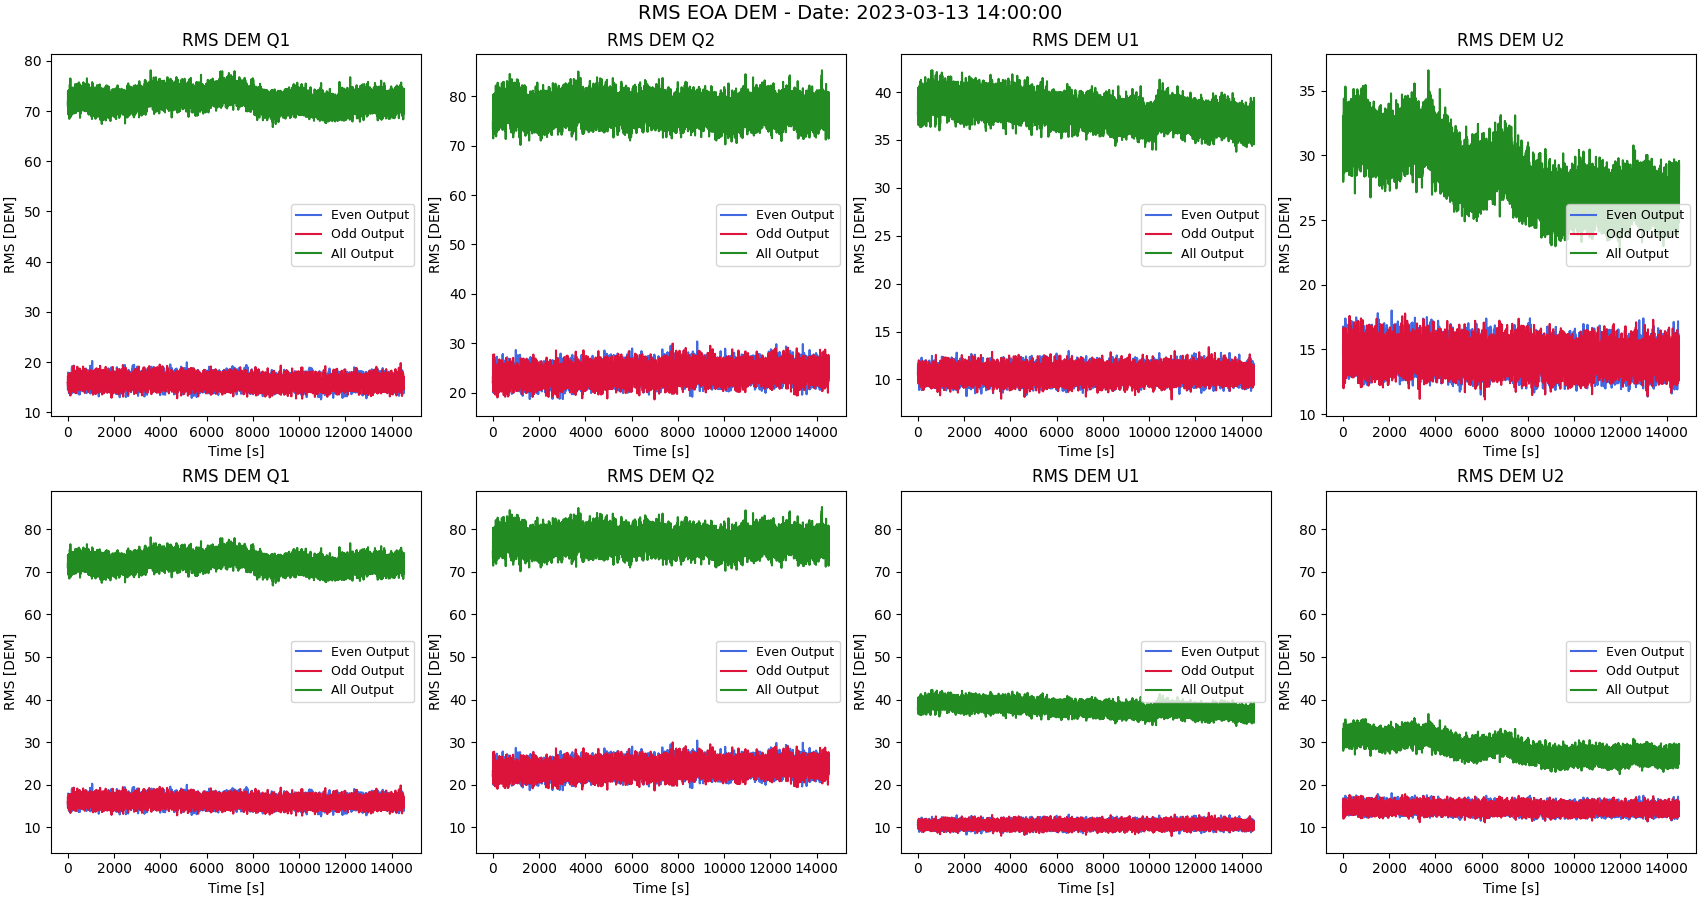 RMS EOA DEM - Date: 2023-03-13 14:00:00
RMS DEM Q1
RMS [DEM]
80
70
60
50
40
30
20
10
Even Output
Odd Output
All Output
0 2000 4000 6000 8000 10000 12000 14000
Time [s]
RMS DEM Q2
RMS [DEM]
80
70
60
50
40
30
20
Even Output
Odd Output
All Output
0 2000 4000 6000 8000 10000 12000 14000
Time [s]
RMS DEM U1
RMS [DEM]
40
35
30
25
20
15
10
Even Output
Odd Output
All Output
0 2000 4000 6000 8000 10000 12000 14000
Time [s]
RMS DEM U2
RMS [DEM]
35
30
25
20
15
10
Even Output
Odd Output
All Output
0 2000 4000 6000 8000 10000 12000 14000
Time [s]
RMS DEM Q1
RMS [DEM]
80
70
60
50
40
30
20
10
Even Output
Odd Output
All Output
0 2000 4000 6000 8000 10000 12000 14000
Time [s]
RMS DEM Q2
RMS [DEM]
80
70
60
50
40
30
20
10
Even Output
Odd Output
All Output
0 2000 4000 6000 8000 10000 12000 14000
Time [s]
RMS DEM U1
RMS [DEM]
80
70
60
50
40
30
20
10
Even Output
Odd Output
All Output
0 2000 4000 6000 8000 10000 12000 14000
Time [s]
RMS DEM U2
RMS [DEM]
80
70
60
50
40
30
20
10
Even Output
Odd Output
All Output
0 2000 4000 6000 8000 10000 12000 14000
Time [s]